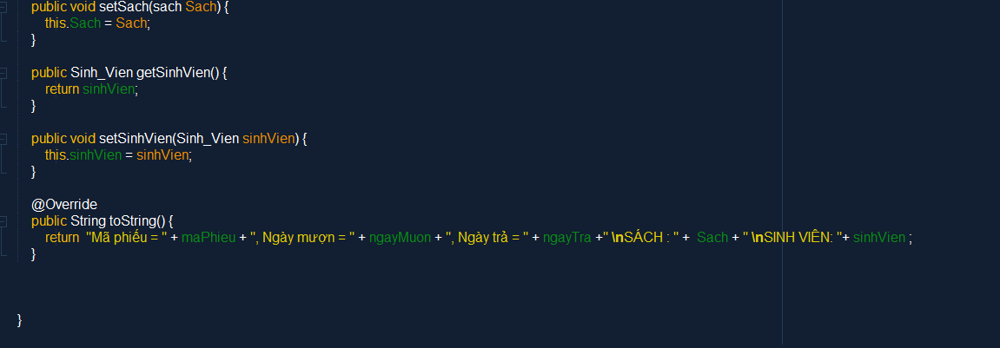 public void setSach(sach Sach) {
this.Sach = Sach;
}
public Sinh_Vien getSinhVien() {
return sinhVien;
}
public void setSinhVien(Sinh_Vien sinhVien) {
this.sinhVien = sinhVien;
}
@Override
public String toString() {
return  "Mã phiếu = " + maPhieu + ", Ngày mượn = " + ngayMuon + ", Ngày trả = " + ngayTra +" \nSÁCH : " +  Sach + " \nSINH VIÊN: "+ sinhVien ;
}
}